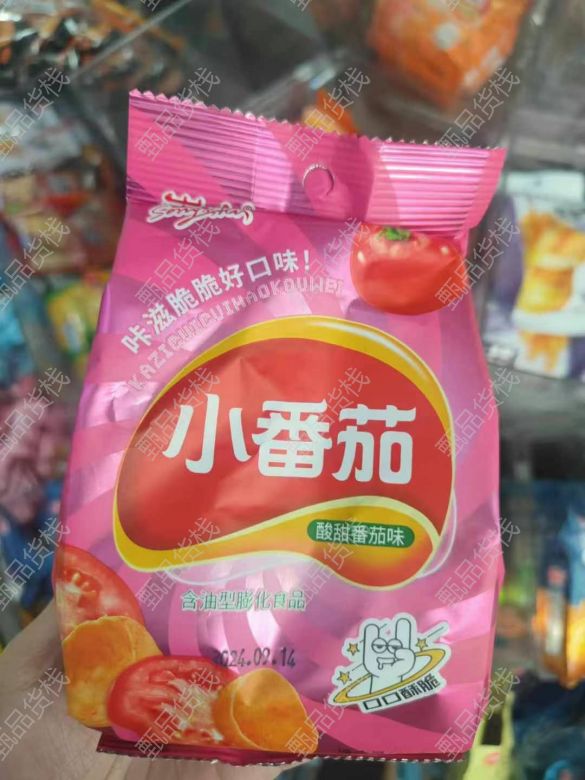 咔滋脆脆好口味!
KAZICUICUIHAOKOUWEI
小番茄
酸甜番茄味
含油型膨化食品
2024.09.14
口口酥脆
甄品货栈